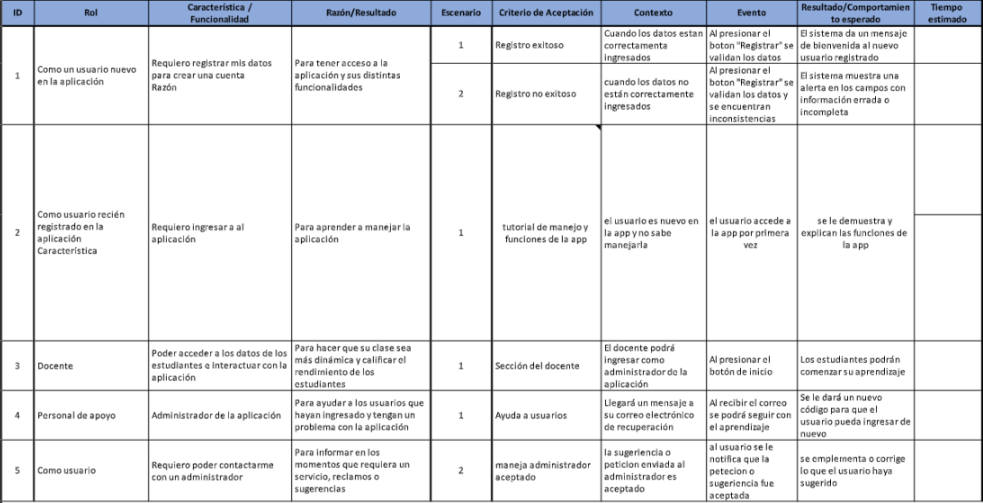 ID Rol Característica / Funcionalidad Razón/Resultado Escenario Criterio de Aceptación Contexto Evento Resultado/Comportamiento esperado Tiempo estimado
1
Como un usuario nuevo
en la aplicación
Requiero registrar mis datos
para crear una cuenta
Razón
Para tener acceso a la
aplicación y sus distintas
funcionalidades
1
Registro exitoso
Cuando los datos estan
correctamenta
Ingresados
Al presionar el
boton "Registrar" se
validan los datos
El sistema da un mensaje
de bienvenida al nuevo
usuario registrado
2
Registro no exitoso
cuando los datos no
están correctamente
ingresados
Al presionar el
boton "Registrar" se
validan los datos y
se encuentran
inconsistencias
El sistema muestra una
alerta en los campos con
información errada o
incompleta
2
Como usuario recién
registrado en la
aplicación
Característica
Requiero ingresar a al
aplicación
Para aprender a manejar la
aplicación
1
tutorial de manejo y
funciones de la app
el usuario es nuevo en
la app y no sabe
manejarla
el usuario accede a
la app por primera
vez
se le demuestra y
explican las funciones de
la app
3
Docente
Poder acceder a los datos de los
estudiantes e interactuar con la
aplicación
Para hacer que su clase sea
más dinámica y calificar el
rendimiento de los
estudiantes
1
Sección del docente
El docente podrá
ingresar como
administrador de la
aplicación
Al presionar el
botón de inicio
Los estudiantes podrán
comenzar su aprendizaje
4
Personal de apoyo
Administrador de la aplicación
Para ayudar a los usuarios que
hayan ingresado y tengan un
problema con la aplicación
1
Ayuda a usuarios
Llegará un mensaje a
su correo electrónico
de recuperación
Al recibir el correo
se podrá seguir con
el aprendizaje
Se le dará un nuevo
código para que el
usuario pueda ingresar de
nuevo
5
Como usuario
Requiero poder contactarme
con un administrador
Para informar en los
momentos que requiera un
servicio, reclamos o
sugerencias
2
maneja administrador
aceptado
la sugeriencia o
peticion enviada al
administrador es
aceptado
al usuario se le
notifica que la
petecion o
sugeriencia fue
aceptada
se emplementa o corrige
lo que el usuario haya
sugerido